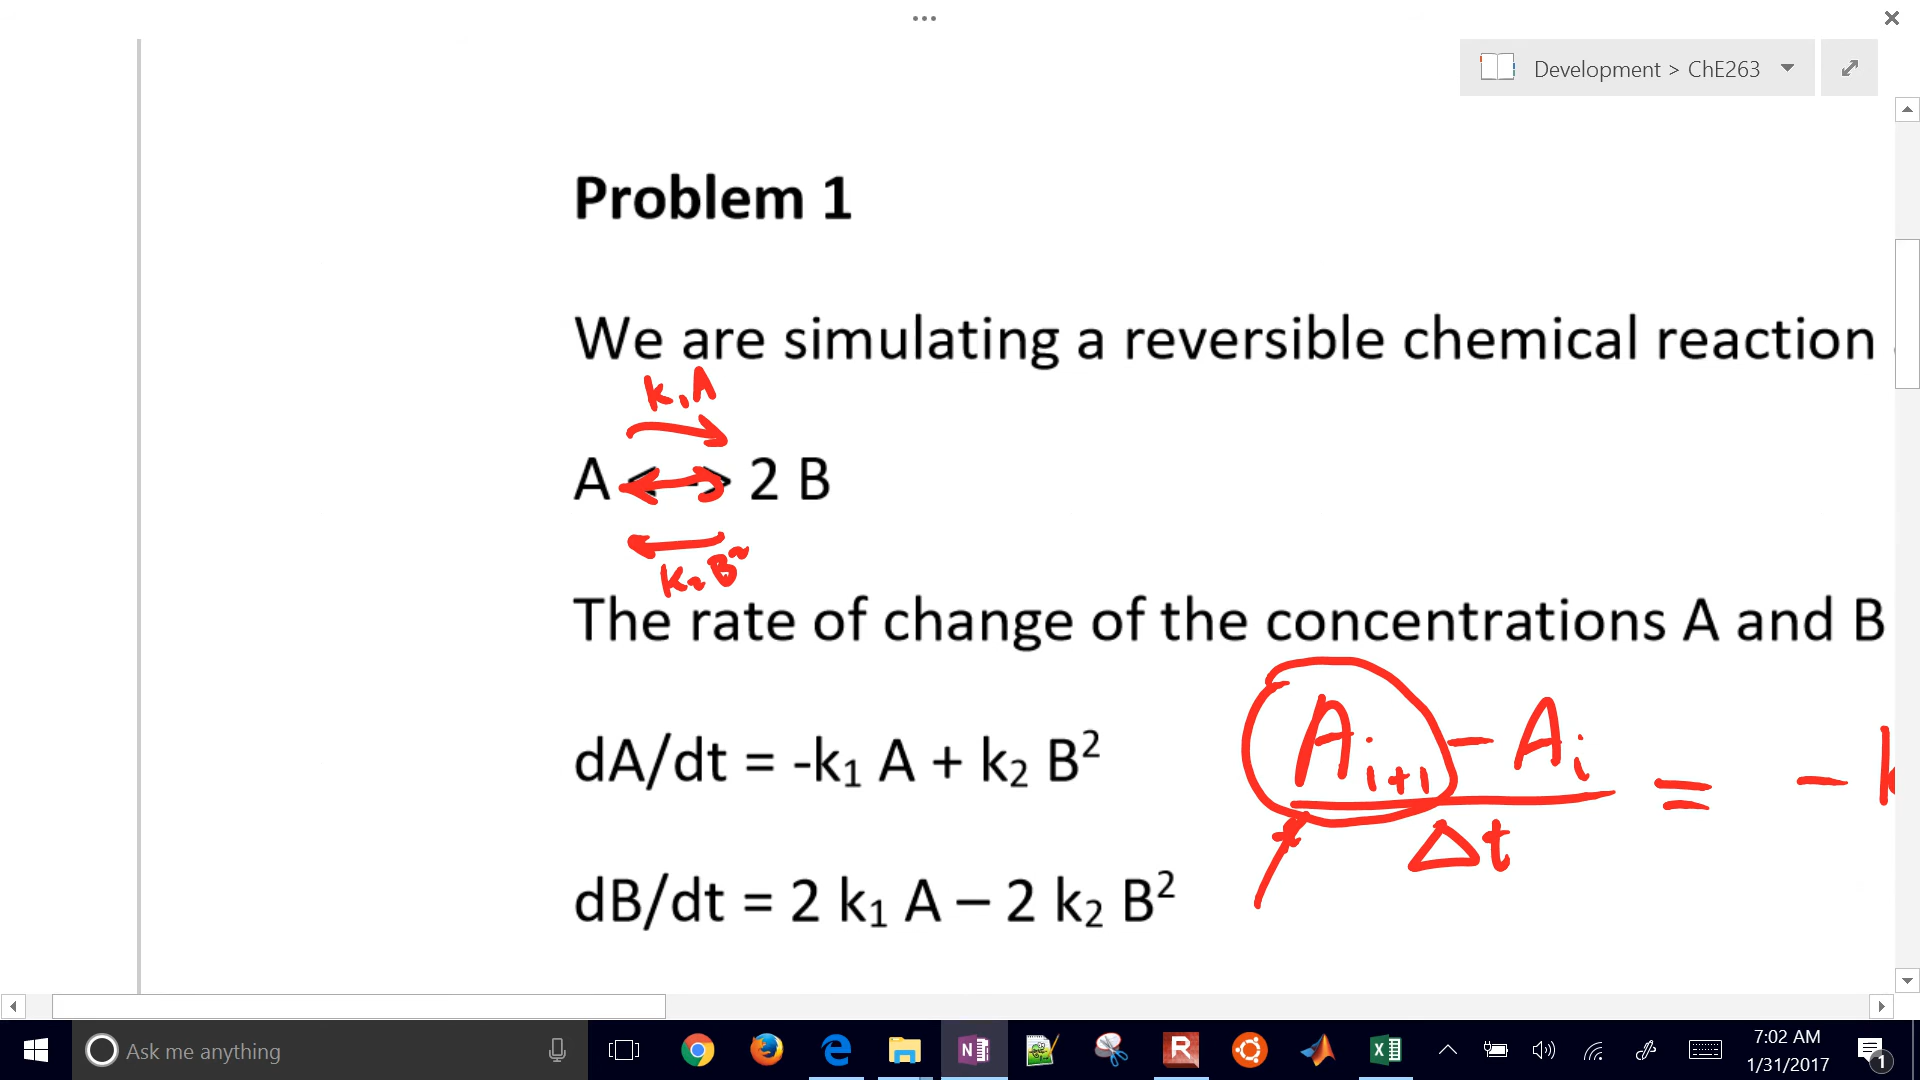 Development > ChE263
Problem 1
We are simulating a reversible chemical reaction
k₁A
A <-> 2 B
k₂B²
The rate of change of the concentrations A and B
dA/dt = -k₁ A + k₂ B²
Aᵢ₊₁ - Aᵢ
= - k
Δt
dB/dt = 2 k₁ A – 2 k₂ B²
Ask me anything
7:02 AM
1/31/2017
1